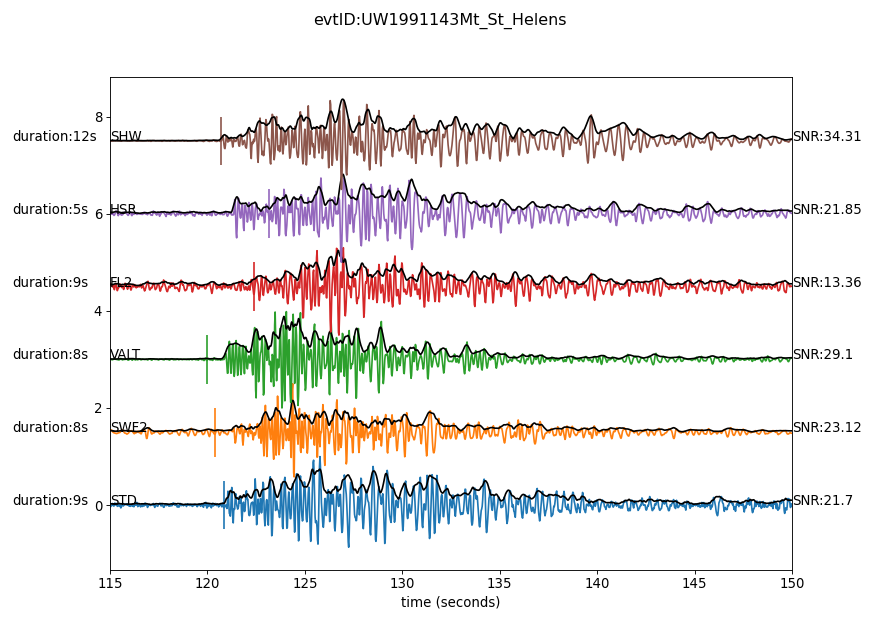 evtID:UW1991143Mt_St_Helens
8
duration:12s SHW SNR:34.31
duration:5s HSR SNR:21.85
6
duration:9s EL2 SNR:13.36
4
duration:8s VALT SNR:29.1
2
duration:8s SWF2 SNR:23.12
duration:9s STD SNR:21.7
0
115 120 125 130 135 140 145 150
time (seconds)